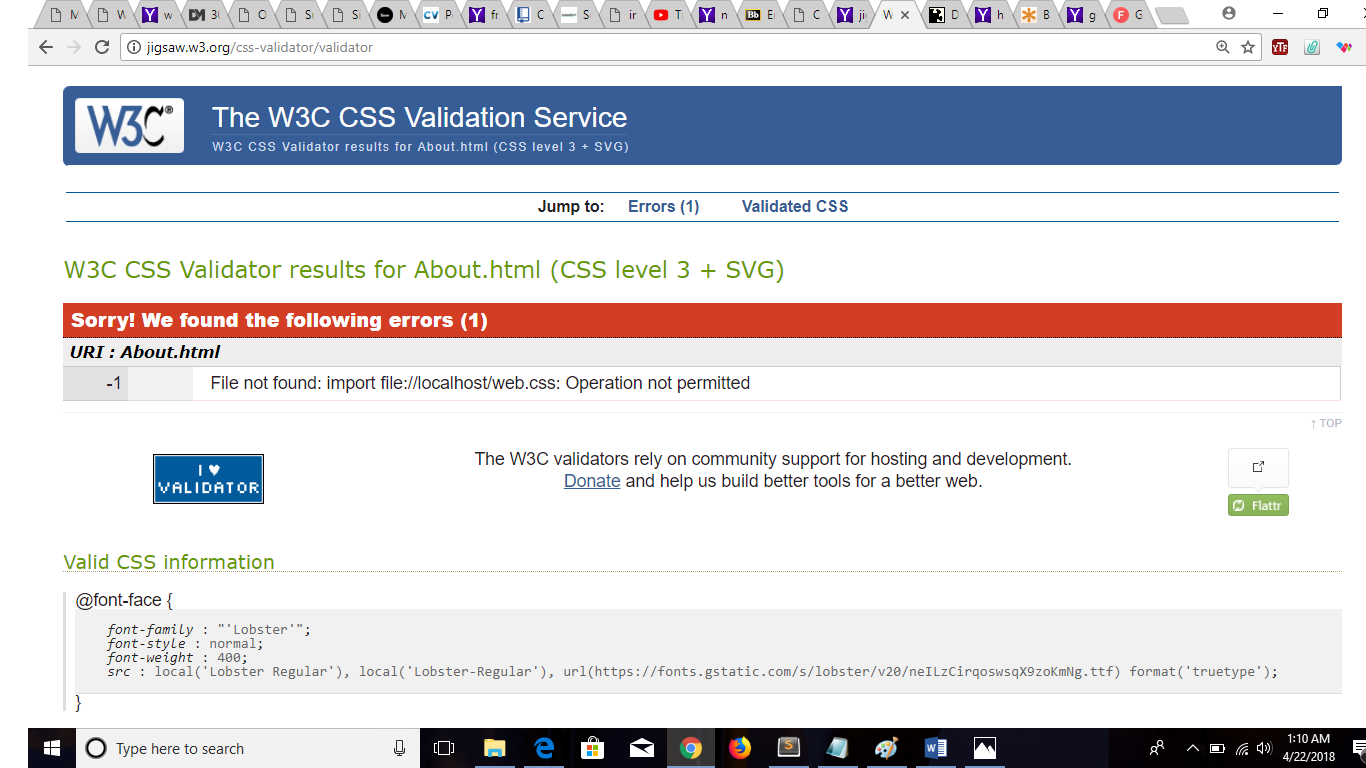 M W w DM 3( O Si Si M CV P fr C S in T n Bb E C ji W × D h B g F G
jigsaw.w3.org/css-validator/validator
W3C® The W3C CSS Validation Service
W3C CSS Validator results for About.html (CSS level 3 + SVG)
Jump to: Errors (1) Validated CSS
W3C CSS Validator results for About.html (CSS level 3 + SVG)
Sorry! We found the following errors (1)
URI : About.html
-1 File not found: import file://localhost/web.css: Operation not permitted
↑ TOP
I ♥
VALIDATOR
The W3C validators rely on community support for hosting and development.
Donate and help us build better tools for a better web.
Flattr
Valid CSS information
@font-face {
font-family : "'Lobster'";
font-style : normal;
font-weight : 400;
src : local('Lobster Regular'), local('Lobster-Regular'), url(https://fonts.gstatic.com/s/lobster/v20/neILzCirqoswsqX9zoKmNg.ttf) format('truetype');
}
Type here to search
1:10 AM
4/22/2018